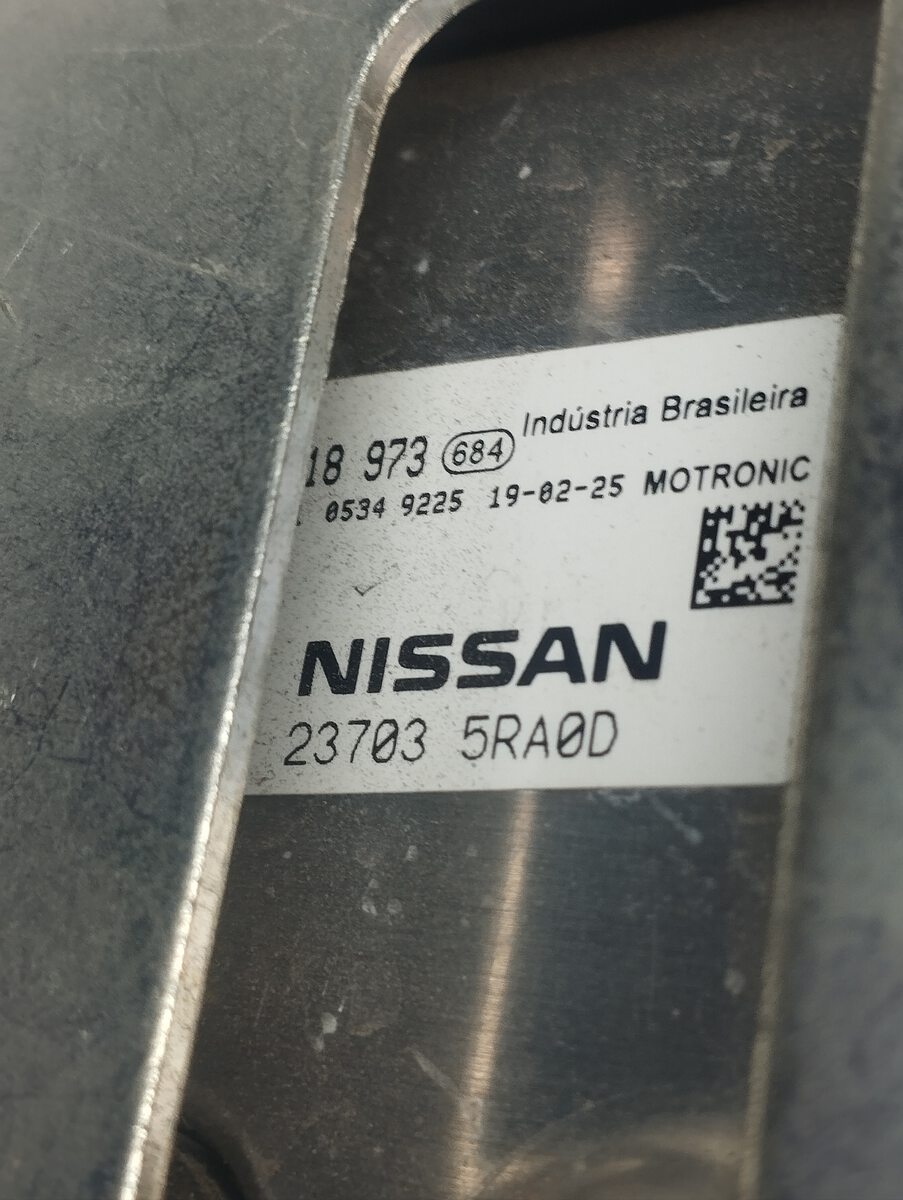 18 973 684 Indústria Brasileira
0534 9225 19-02-25 MOTRONIC
NISSAN
23703 5RA0D